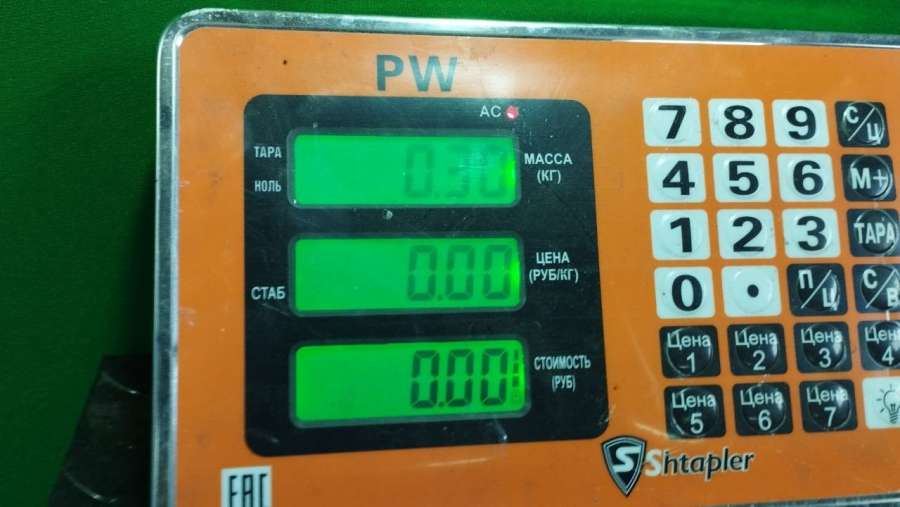 PW
AC
ТАРА
НОЛЬ
0.30
МАССА
(КГ)
СТАБ
0.00
ЦЕНА
(РУБ/КГ)
0.00
СТОИМОСТЬ
(РУБ)
7 8 9 С/Ц
4 5 6 М+
1 2 3 ТАРА
0 • П/Ц С/В
Цена 1 Цена 2 Цена 3 Цена 4
Цена 5 Цена 6 Цена 7
Shtapler
EAC